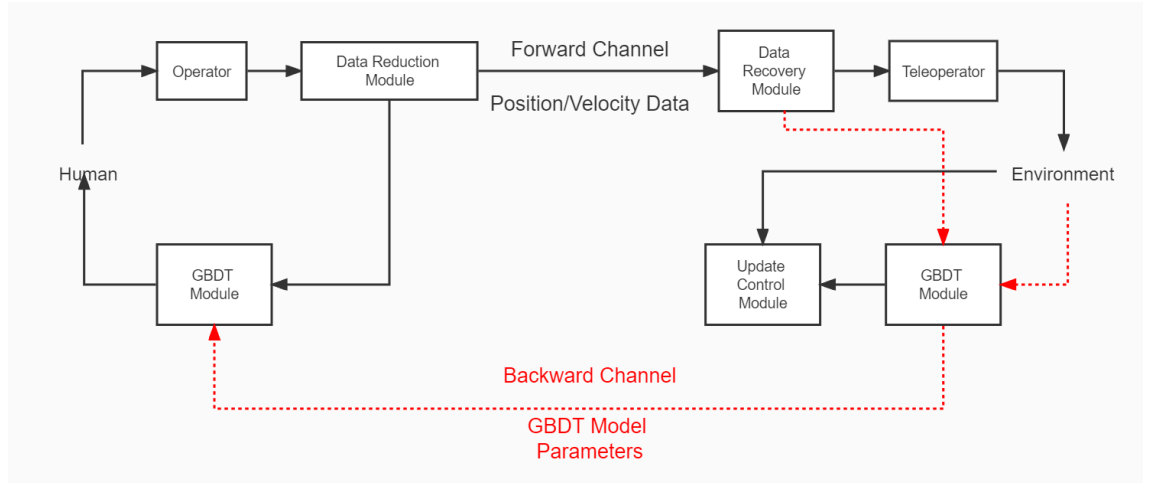 Operator
Data Reduction
Module
Forward Channel
Position/Velocity Data
Data
Recovery
Module
Teleoperator
Human
Environment
GBDT
Module
Update
Control
Module
GBDT
Module
Backward Channel
GBDT Model
Parameters